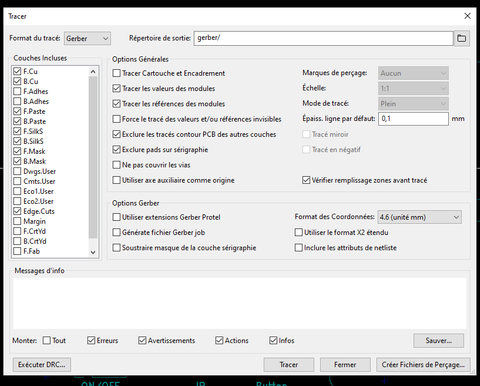 Tracer
Format du tracé: Gerber Répertoire de sortie: gerber/
Couches Incluses
F.Cu
B.Cu
F.Adhes
B.Adhes
F.Paste
B.Paste
F.SilkS
B.SilkS
F.Mask
B.Mask
Dwgs.User
Cmts.User
Eco1.User
Eco2.User
Edge.Cuts
Margin
F.CrtYd
B.CrtYd
F.Fab
Options Générales
Tracer Cartouche et Encadrement Marques de perçage: Aucun
Tracer les valeurs des modules Échelle: 1:1
Tracer les références des modules Mode de tracé: Plein
Force le tracé des valeurs et/ou références invisibles Épaiss. ligne par défaut: 0,1 mm
Exclure les tracés contour PCB des autres couches Tracé miroir
Exclure pads sur sérigraphie Tracé en négatif
Ne pas couvrir les vias
Utiliser axe auxiliaire comme origine Vérifier remplissage zones avant tracé
Options Gerber
Utiliser extensions Gerber Protel Format des Coordonnées: 4.6 (unité mm)
Générate fichier Gerber job Utiliser le format X2 étendu
Soustraire masque de la couche sérigraphie Inclure les attributs de netliste
Messages d'info
Monter: Tout Erreurs Avertissements Actions Infos Sauver...
Exécuter DRC... Tracer Fermer Créer Fichiers de Perçage...
ON/OFF JP Button